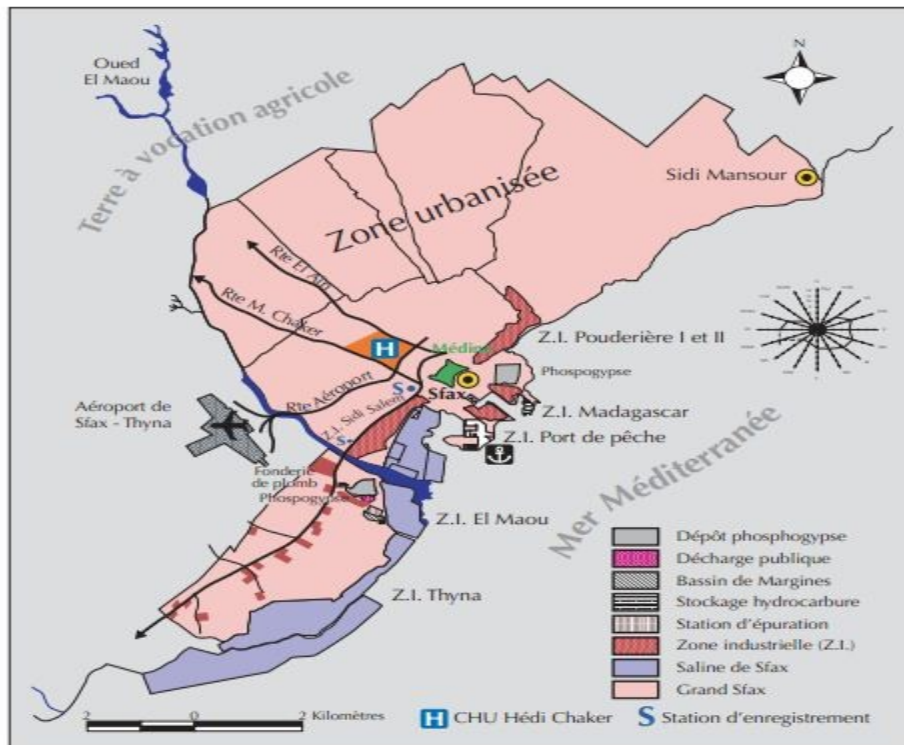 Oued
El Maou
Terre à vocation agricole
N
Sidi Mansour
Zone urbanisée
Rte El Ain
Rte M. Chaker
H
Médina
Z.I. Pouderière I et II
Phospogypse
S
Sfax
Rte Aéroport
Aéroport de
Sfax - Thyna
Z.I. Sidi Salem
S
Z.I. Madagascar
Z.I. Port de pêche
Fonderie
de plomb
Phospogypse
Mer Méditerranée
Z.I. El Maou
Z.I. Thyna
Dépôt phosphogypse
Décharge publique
Bassin de Margines
Stockage hydrocarbure
Station d'épuration
Zone industrielle (Z.I.)
Saline de Sfax
Grand Sfax
2 0 2 Kilomètres
H CHU Hédi Chaker
S Station d'enregistrement